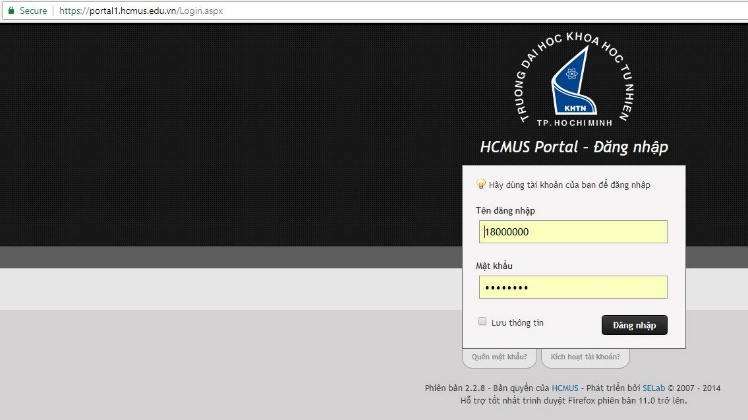 Secure https://portal1.hcmus.edu.vn/Login.aspx
TRUONG DAI HOC KHOA HOC TU NHIEN
KHTN
TP. HO CHI MINH
HCMUS Portal – Đăng nhập
Hãy dùng tài khoản của bạn để đăng nhập
Tên đăng nhập
18000000
Mật khẩu
••••••••
Lưu thông tin
Đăng nhập
Quên mật khẩu? Kích hoạt tài khoản?
Phiên bản 2.2.8 - Bản quyền của HCMUS - Phát triển bởi SELab © 2007 - 2014
Hỗ trợ tốt nhất trình duyệt Firefox phiên bản 11.0 trở lên.